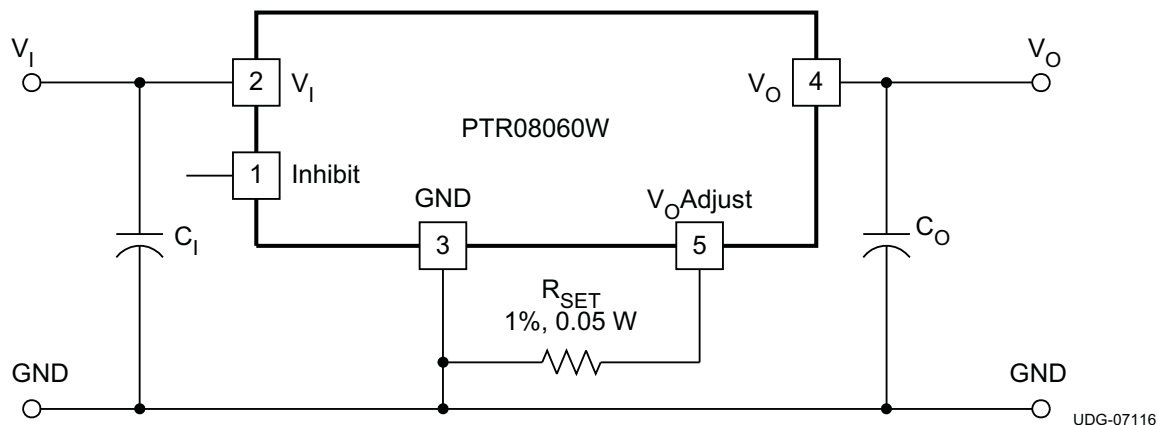 V_I
2
V_I
V_O
4
V_O
PTR08060W
1
Inhibit
GND
V_O Adjust
3
5
C_I
C_O
R_SET
1%, 0.05 W
GND
GND
UDG-07116